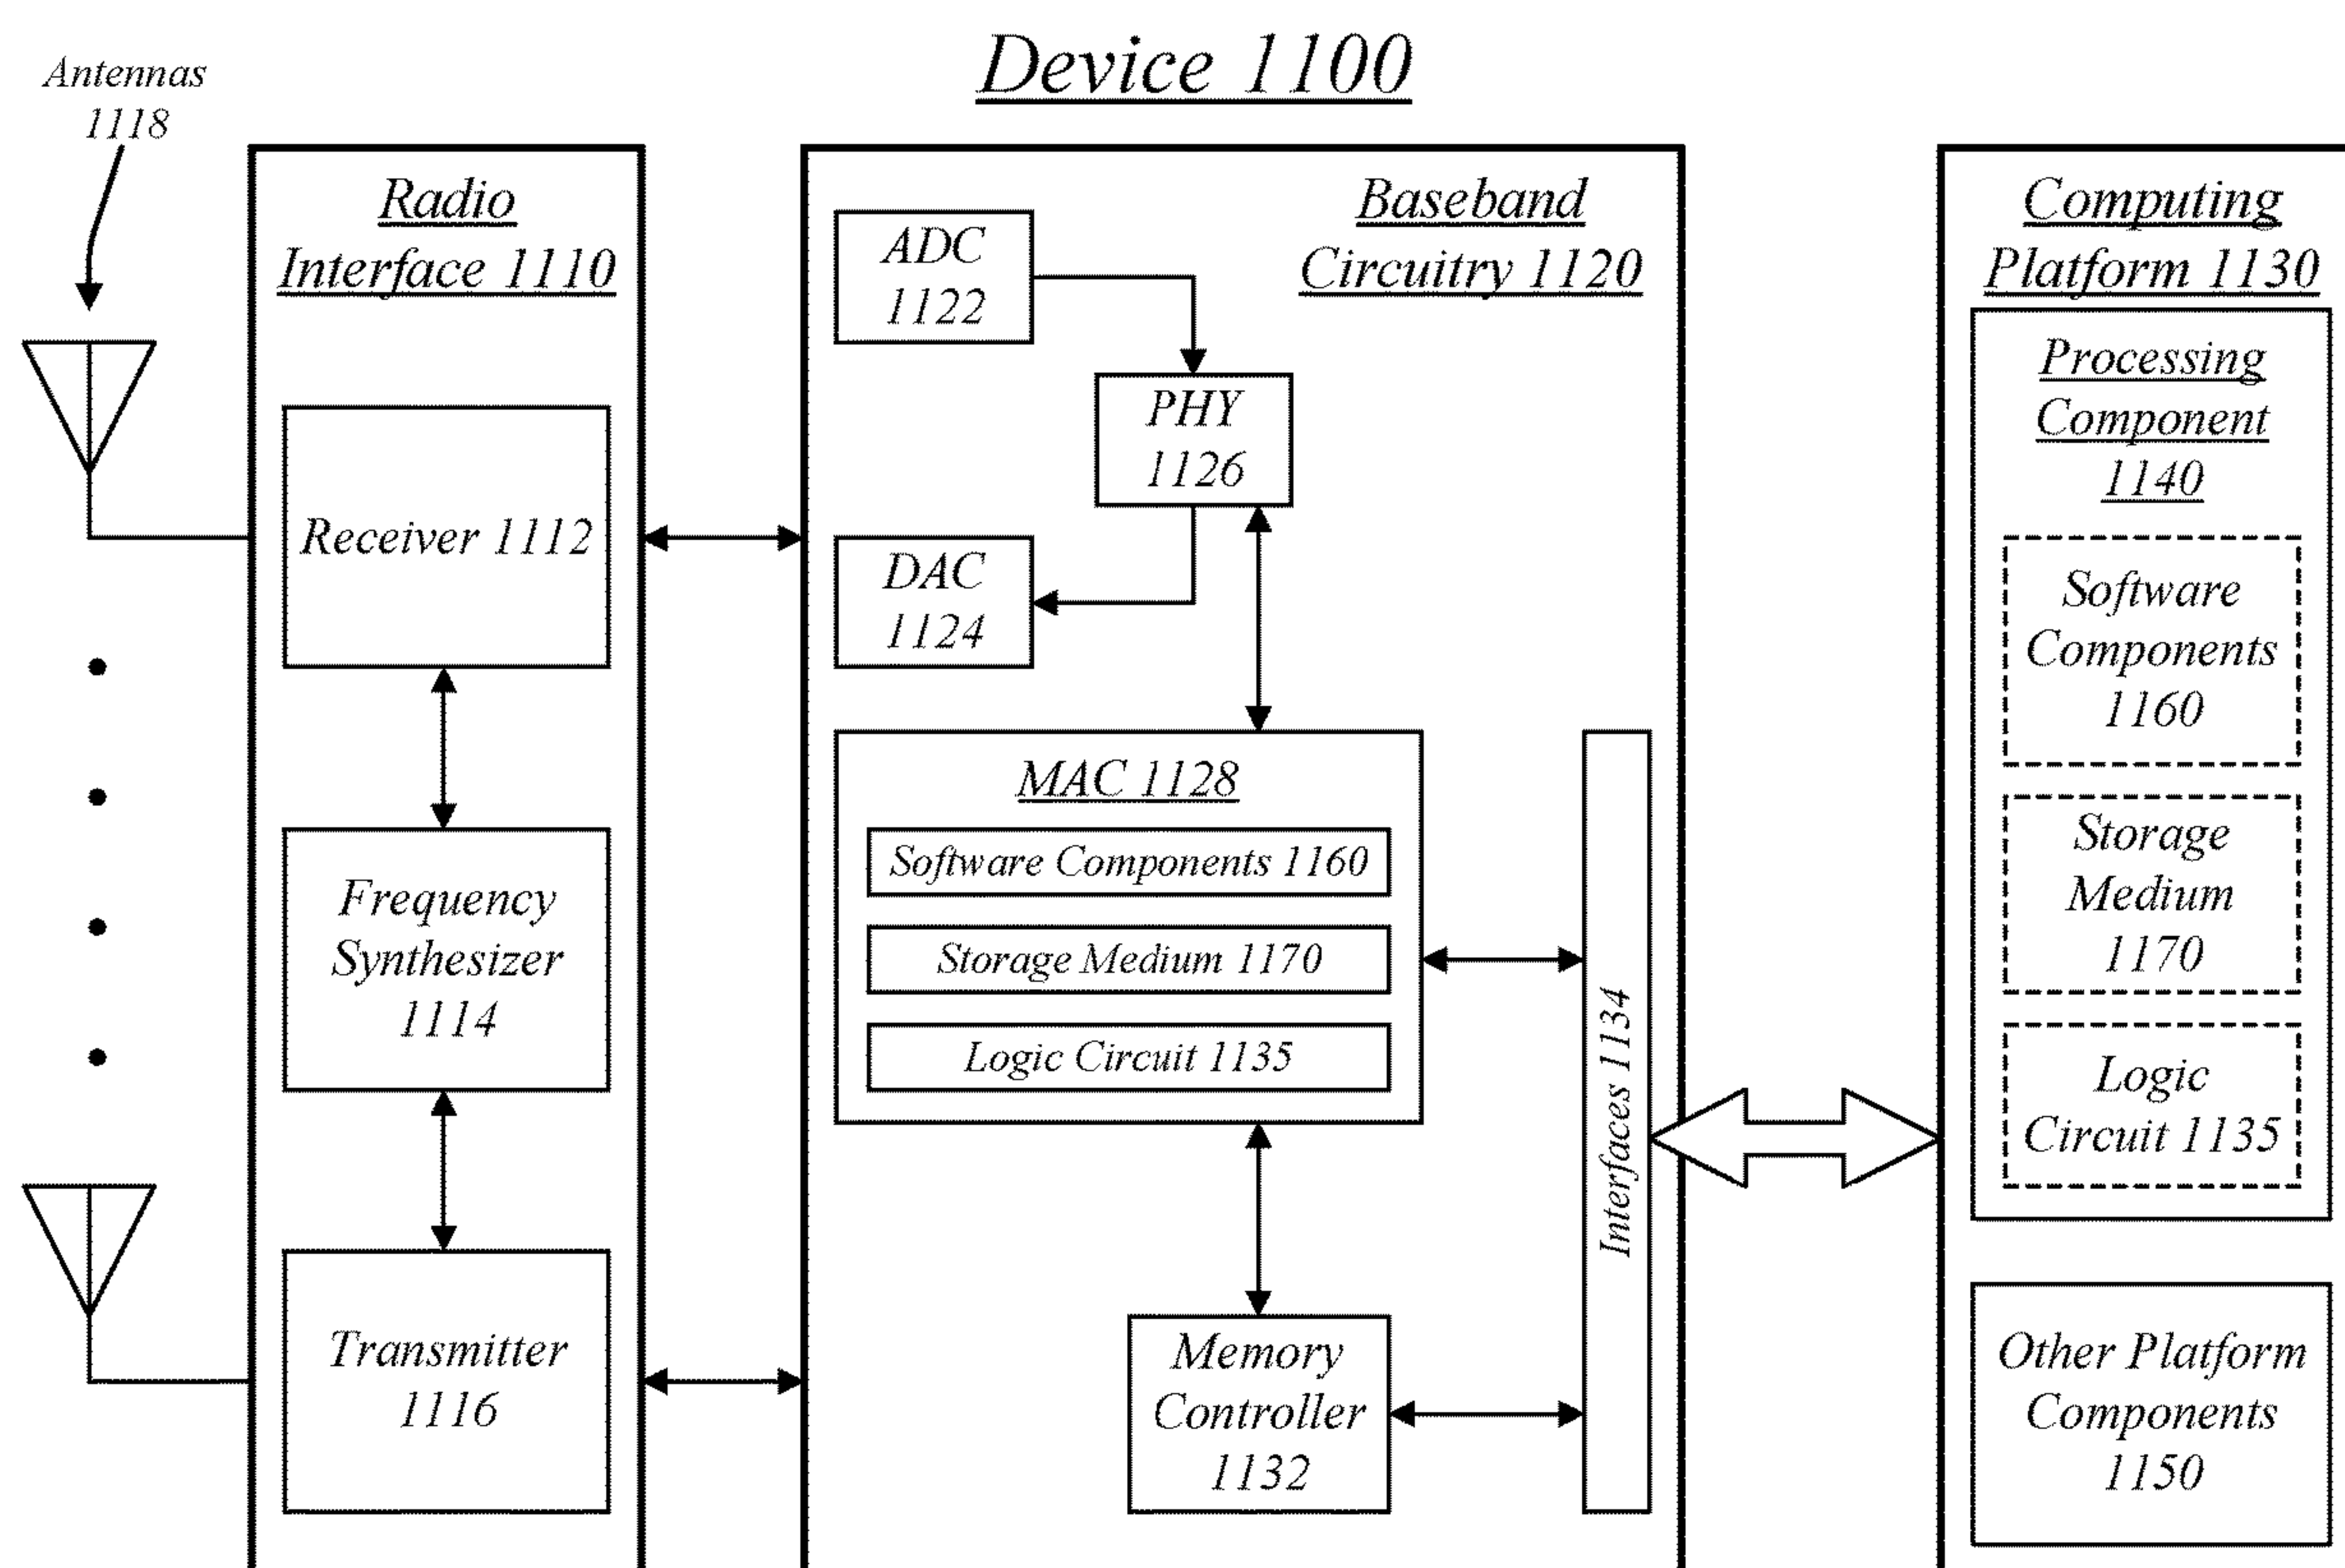 Device 1100
Antennas
1118
Radio
Interface 1110
Receiver 1112
Frequency
Synthesizer
1114
Transmitter
1116
Baseband
Circuitry 1120
ADC
1122
PHY
1126
DAC
1124
MAC 1128
Software Components 1160
Storage Medium 1170
Logic Circuit 1135
Interfaces 1134
Memory
Controller
1132
Computing
Platform 1130
Processing
Component
1140
Software
Components
1160
Storage
Medium
1170
Logic
Circuit 1135
Other Platform
Components
1150